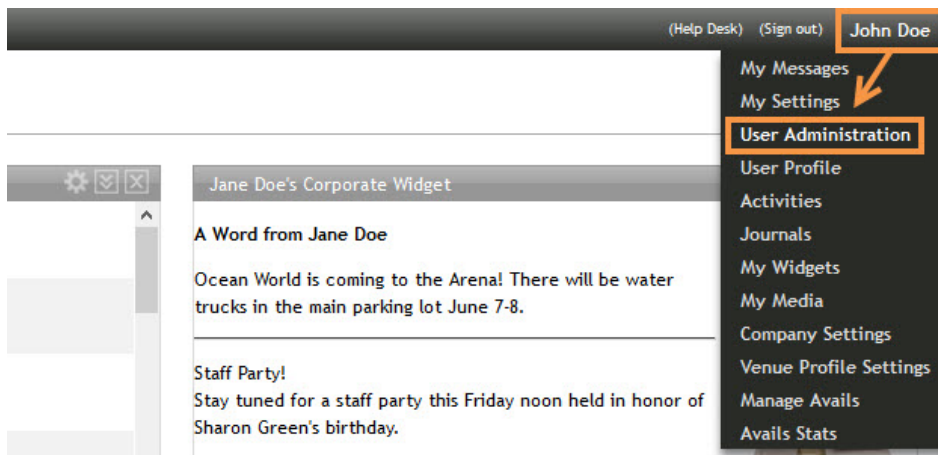 (Help Desk) (Sign out) John Doe
My Messages
My Settings
User Administration
User Profile
Activities
Journals
My Widgets
My Media
Company Settings
Venue Profile Settings
Manage Avails
Avails Stats
Jane Doe's Corporate Widget
A Word from Jane Doe
Ocean World is coming to the Arena! There will be water
trucks in the main parking lot June 7-8.
Staff Party!
Stay tuned for a staff party this Friday noon held in honor of
Sharon Green's birthday.